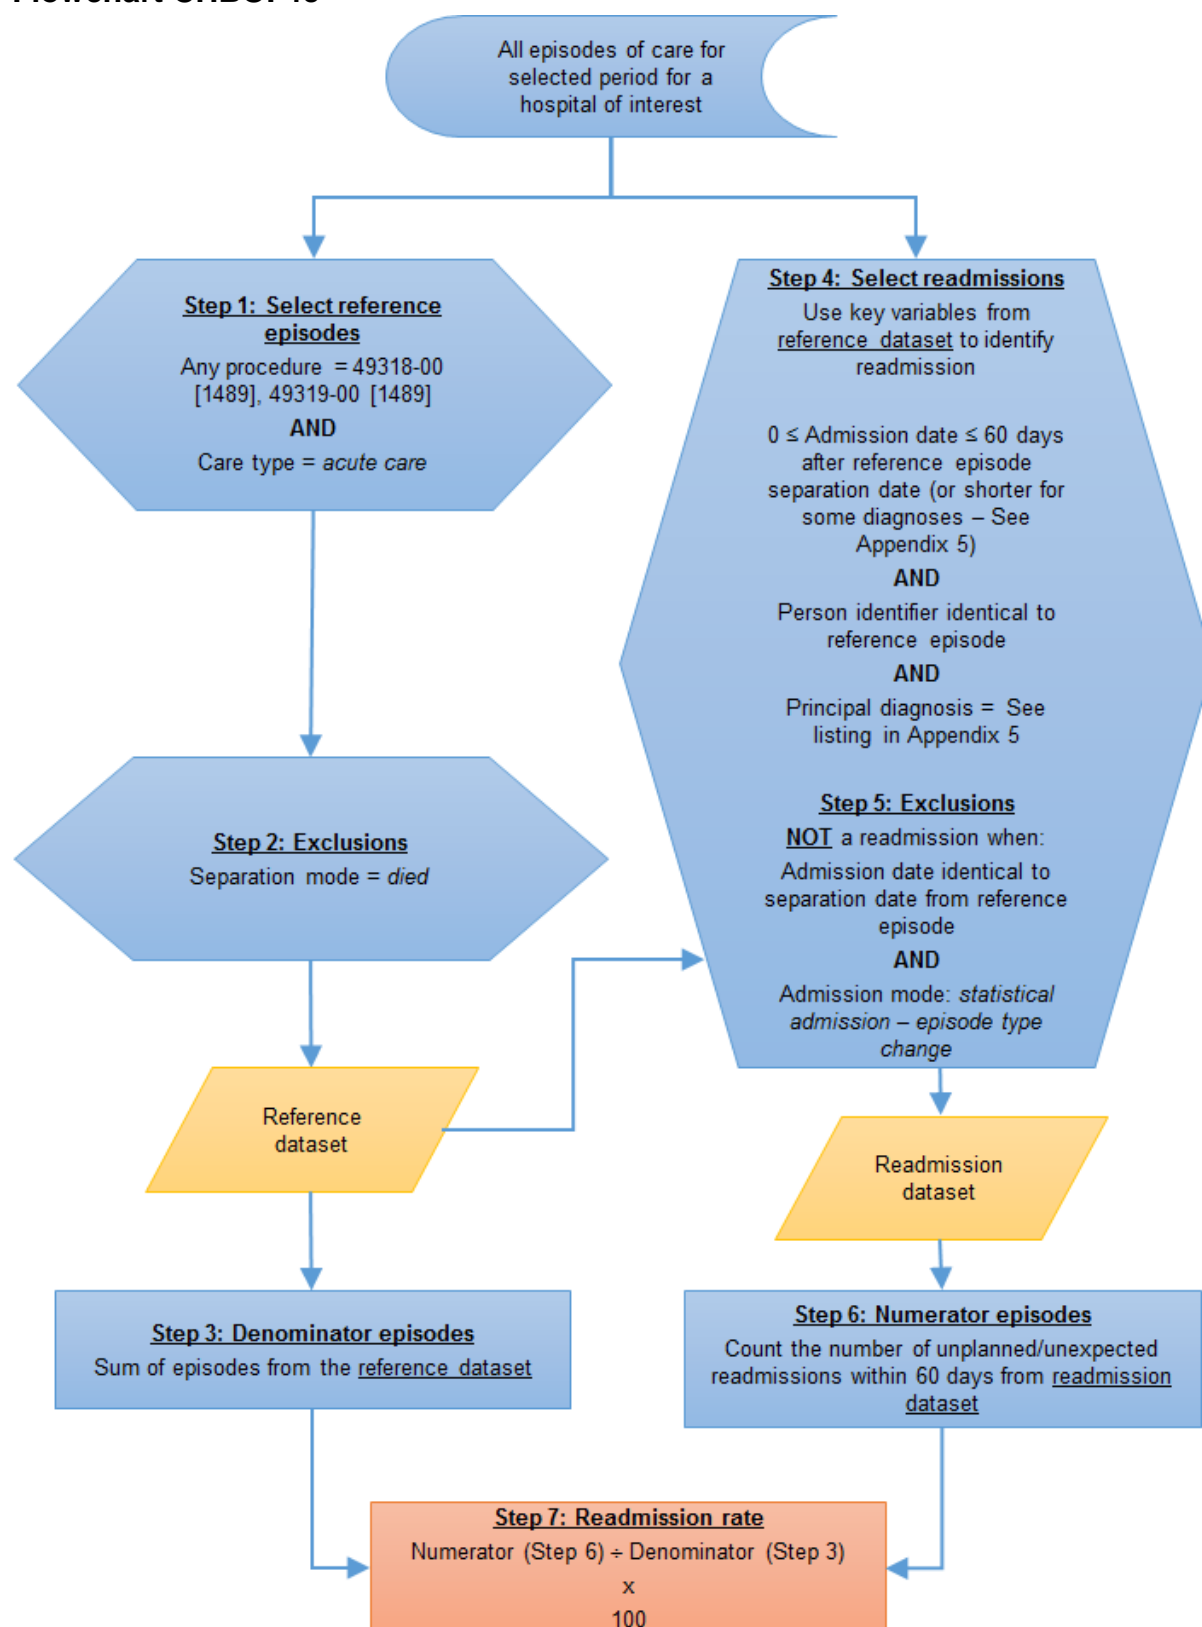 All episodes of care for
selected period for a
hospital of interest
Step 1: Select reference
episodes
Any procedure = 49318-00
[1489], 49319-00 [1489]
AND
Care type = acute care
Step 2: Exclusions
Separation mode = died
Reference
dataset
Step 3: Denominator episodes
Sum of episodes from the reference dataset
Step 4: Select readmissions
Use key variables from
reference dataset to identify
readmission
0 ≤ Admission date ≤ 60 days
after reference episode
separation date (or shorter for
some diagnoses – See
Appendix 5)
AND
Person identifier identical to
reference episode
AND
Principal diagnosis = See
listing in Appendix 5
Step 5: Exclusions
NOT a readmission when:
Admission date identical to
separation date from reference
episode
AND
Admission mode: statistical
admission – episode type
change
Readmission
dataset
Step 6: Numerator episodes
Count the number of unplanned/unexpected
readmissions within 60 days from readmission
dataset
Step 7: Readmission rate
Numerator (Step 6) ÷ Denominator (Step 3)
x
100